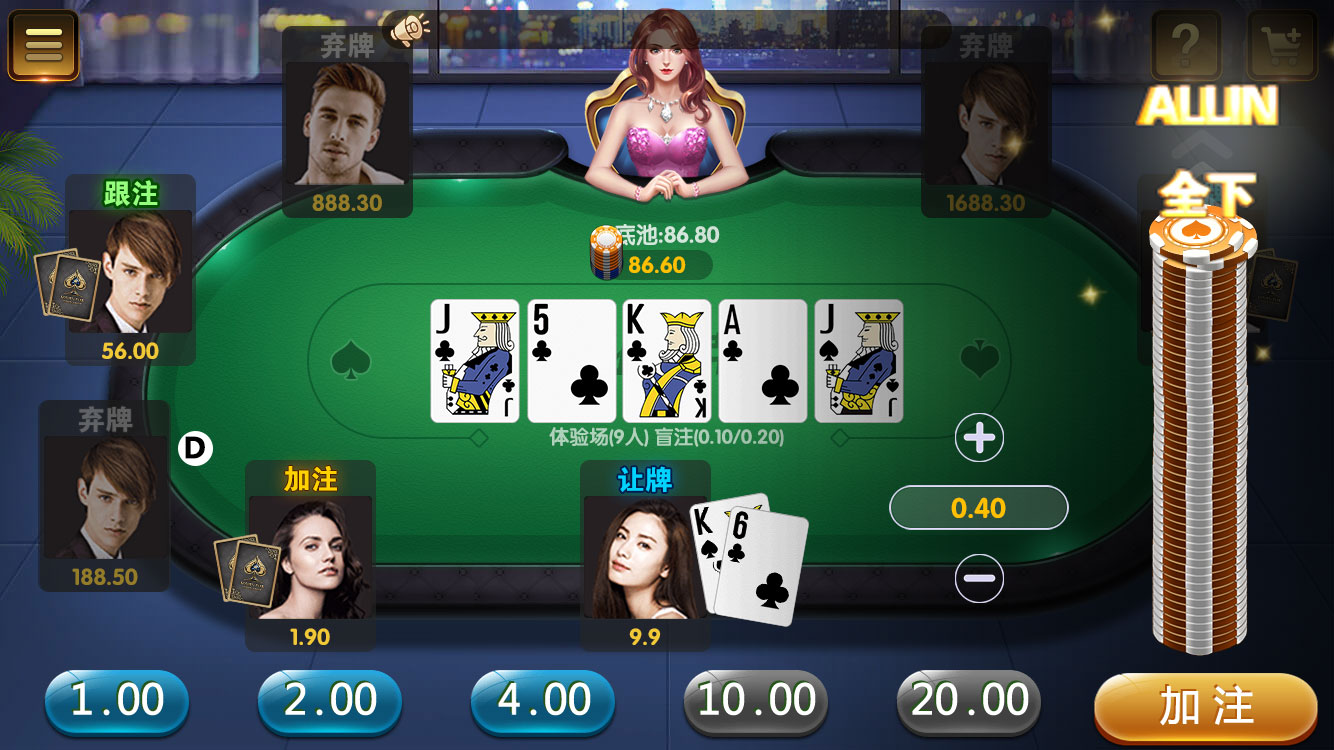 弃牌
弃牌
?
ALLIN
全下
888.30
1688.30
跟注
56.00
底池:86.80
86.60
J
5
K
A
J
J
K
J
体验场(9人) 盲注(0.10/0.20)
弃牌
188.50
D
加注
1.90
让牌
K
6
9.9
+
0.40
−
1.00
2.00
4.00
10.00
20.00
加注